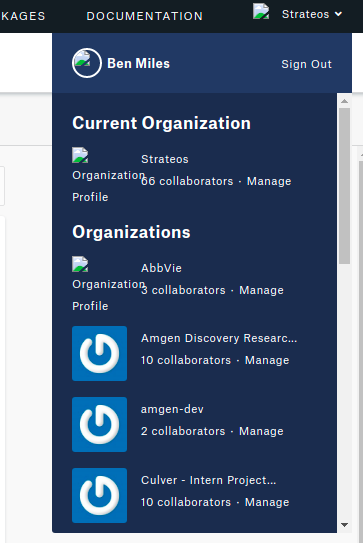 KAGES
DOCUMENTATION
Strateos
Ben Miles
Sign Out
Current Organization
Organization
Profile
Strateos
66 collaborators · Manage
Organizations
Organization
Profile
AbbVie
3 collaborators · Manage
Amgen Discovery Researc...
10 collaborators · Manage
amgen-dev
2 collaborators · Manage
Culver - Intern Project...
10 collaborators · Manage